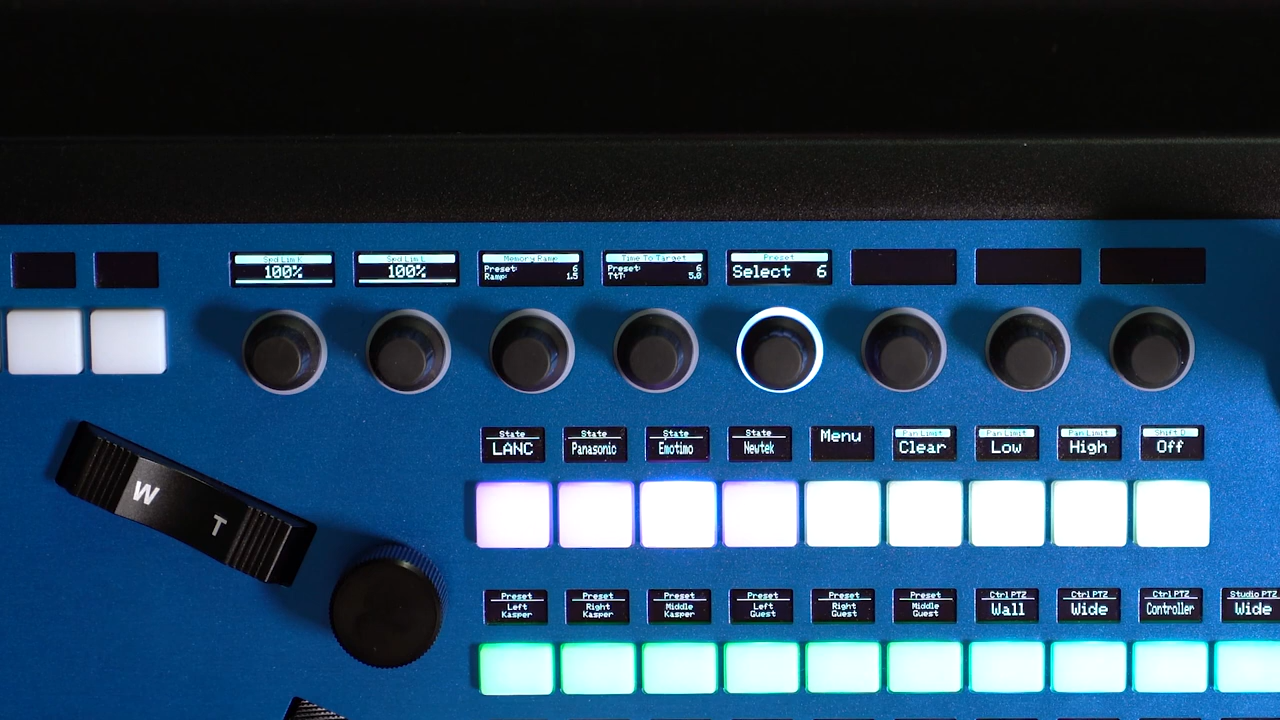 Spd Lim K
100%
Spd Lim L
100%
Memory Ramp
Preset: 6
Ramp: 1.5
Time To Target
Preset: 6
TtT: 5.0
Preset
Select 6
State
LANC
State
Panasonic
State
Emotimo
State
Newtek
Menu
Pan Limit
Clear
Pan Limit
Low
Pan Limit
High
Shift D
Off
W
T
Preset
Left
Kasper
Preset
Right
Kasper
Preset
Middle
Kasper
Preset
Left
Guest
Preset
Right
Guest
Preset
Middle
Guest
Ctrl PTZ
Wall
Ctrl PTZ
Wide
Ctrl PTZ
Controller
Studio PTZ
Wide